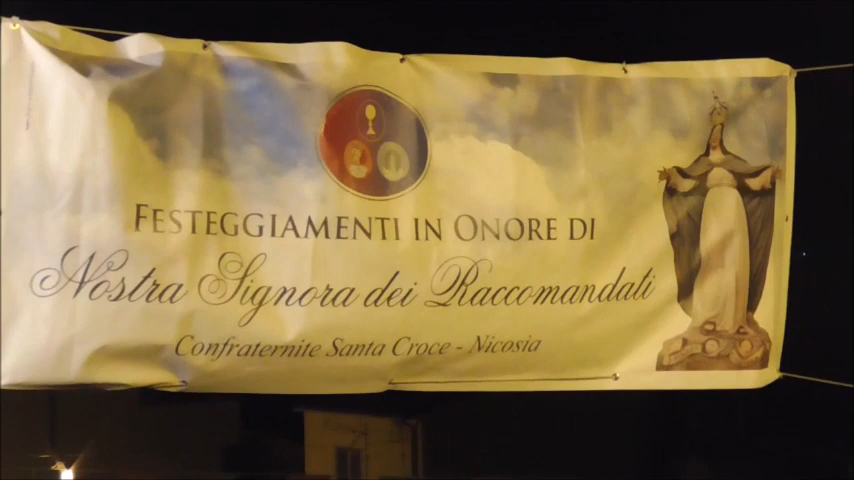 FESTEGGIAMENTI IN ONORE DI
Nostra Signora dei Raccomandati
Confraternite Santa Croce - Nicosia